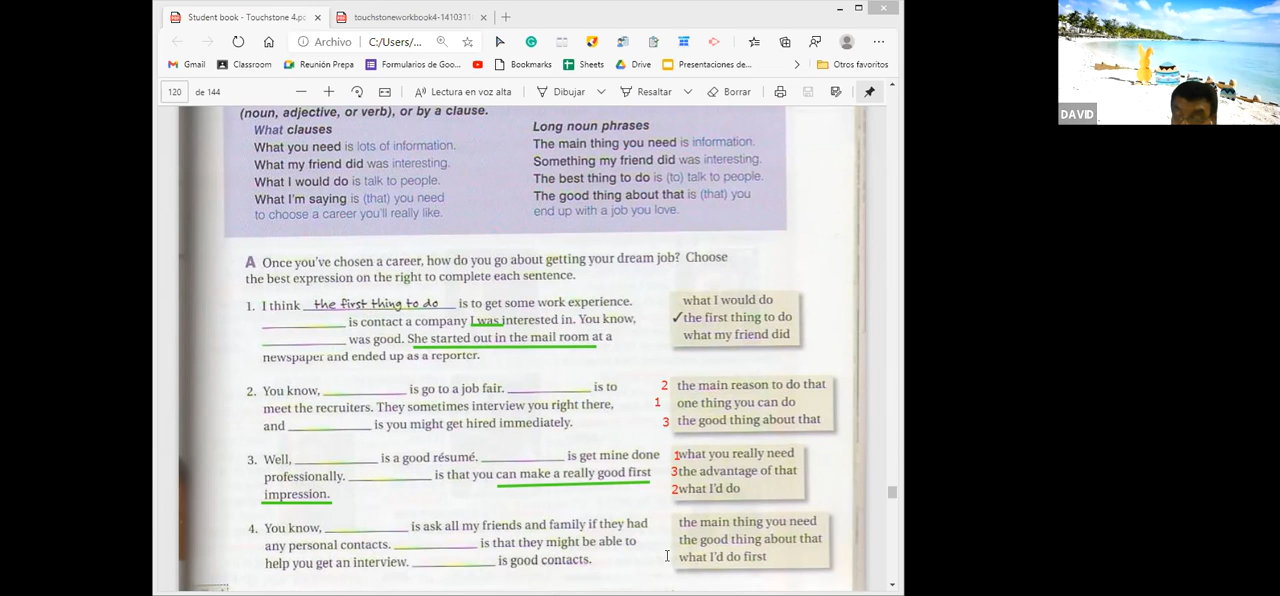 Student book - Touchstone 4.pc
touchstoneworkbook4-1410311
Archivo
C:/Users/...
Gmail
Classroom
Reunión Prepa
Formularios de Goo...
Bookmarks
Sheets
Drive
Presentaciones de...
Otros favoritos
120
de 144
Lectura en voz alta
Dibujar
Resaltar
Borrar
(noun, adjective, or verb), or by a clause.
What clauses
What you need is lots of information.
What my friend did was interesting.
What I would do is talk to people.
What I'm saying is (that) you need
to choose a career you'll really like.
Long noun phrases
The main thing you need is information.
Something my friend did was interesting.
The best thing to do is (to) talk to people.
The good thing about that is (that) you
end up with a job you love.
A Once you've chosen a career, how do you go about getting your dream job? Choose
the best expression on the right to complete each sentence.
1. I think the first thing to do is to get some work experience.
is contact a company I was interested in. You know,
was good. She started out in the mail room at a
newspaper and ended up as a reporter.
what I would do
✓the first thing to do
what my friend did
2. You know, is go to a job fair. is to
meet the recruiters. They sometimes interview you right there,
and is you might get hired immediately.
2 the main reason to do that
1 one thing you can do
3 the good thing about that
3. Well, is a good résumé. is get mine done
professionally. is that you can make a really good first
impression.
1what you really need
3the advantage of that
2what I'd do
4. You know, is ask all my friends and family if they had
any personal contacts. is that they might be able to
help you get an interview. is good contacts.
the main thing you need
the good thing about that
what I'd do first
DAVID